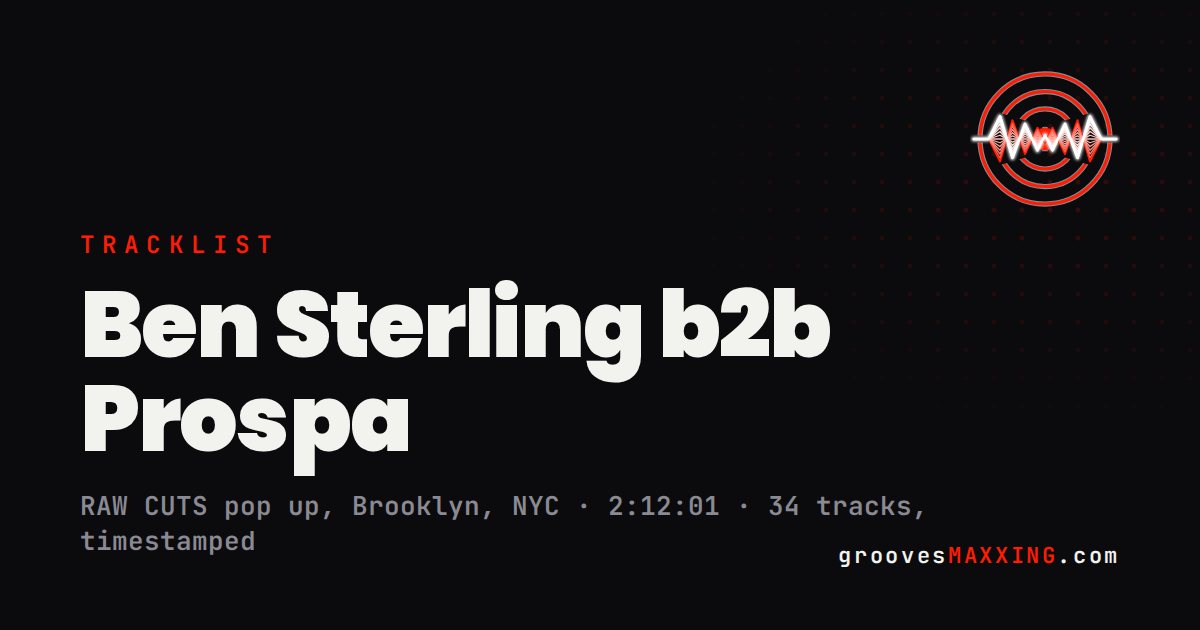 TRACKLIST
Ben Sterling b2b
Prospa
RAW CUTS pop up, Brooklyn, NYC · 2:12:01 · 34 tracks,
timestamped
groovesMAXXING.com